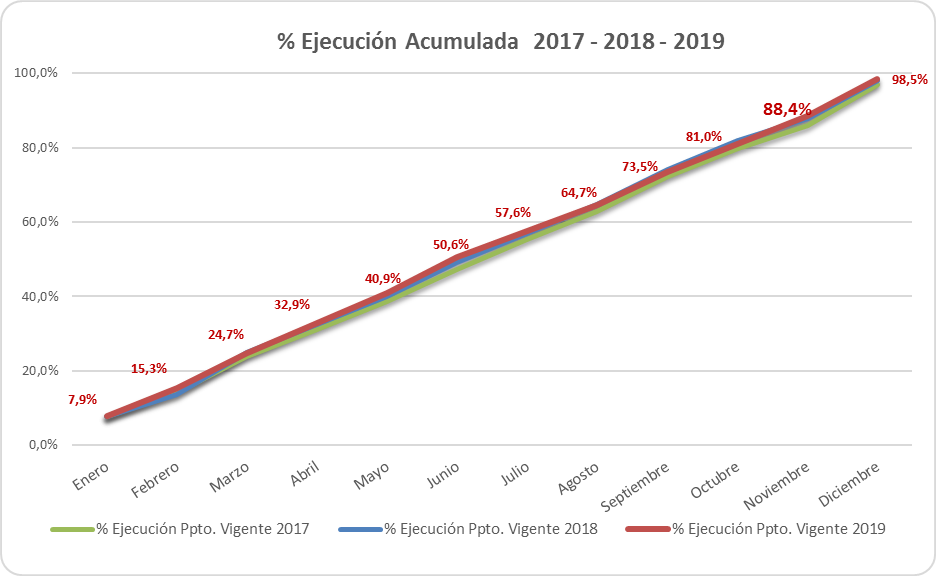 % Ejecución Acumulada 2017 - 2018 - 2019
100,0%
98,5%
88,4%
80,0%
81,0%
73,5%
64,7%
60,0%
57,6%
50,6%
40,0%
40,9%
32,9%
24,7%
20,0%
15,3%
7,9%
0,0%
Enero
Febrero
Marzo
Abril
Mayo
Junio
Julio
Agosto
Septiembre
Octubre
Noviembre
Diciembre
% Ejecución Ppto. Vigente 2017
% Ejecución Ppto. Vigente 2018
% Ejecución Ppto. Vigente 2019